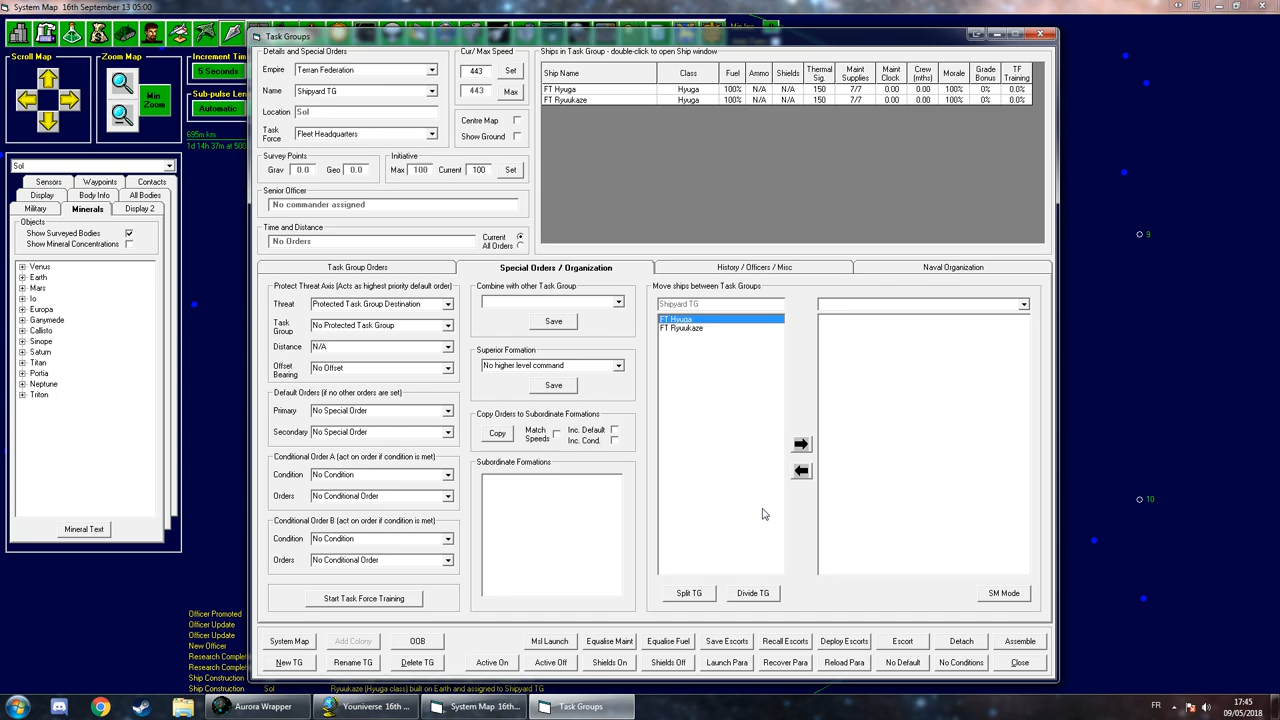 System Map 16th September 13 05:00
Task Groups
Scroll Map
Zoom Map
Increment Time
5 Seconds
Min Zoom
Automatic
695m km
1d 14h 37m at 500
Sol
Sensors Waypoints Contacts
Display Body Info All Bodies
Military Minerals Display 2
Objects
Show Surveyed Bodies
Show Mineral Concentrations
Venus
Earth
Mars
Io
Europa
Ganymede
Callisto
Sinope
Saturn
Titan
Portia
Neptune
Triton
Mineral Text
Details and Special Orders
Empire Terran Federation
Name Shipyard TG
Location Sol
Task Force Fleet Headquarters
Cur/ Max Speed
443 Set
443 Max
Centre Map
Show Ground
Survey Points
Grav 0.0 Geo 0.0
Initiative
Max 100 Current 100 Set
Senior Officer
No commander assigned
Time and Distance
No Orders
Current
All Orders
Ships in Task Group - double-click to open Ship window
Ship Name Class Fuel Ammo Shields Thermal Sig. Maint Supplies Maint Clock Crew (mths) Morale Grade Bonus TF Training
FT Hyuga Hyuga 100% N/A N/A 150 7/7 0.00 0.00 100% 0% 0.0%
FT Ryuukaze Hyuga 100% N/A N/A 150 7/7 0.00 0.00 100% 0% 0.0%
Task Group Orders
Special Orders / Organization
History / Officers / Misc
Naval Organization
Protect Threat Axis (Acts as highest priority default order)
Threat Protected Task Group Destination
Task Group No Protected Task Group
Distance N/A
Offset Bearing No Offset
Default Orders (if no other orders are set)
Primary No Special Order
Secondary No Special Order
Conditional Order A (act on order if condition is met)
Condition No Condition
Orders No Conditional Order
Conditional Order B (act on order if condition is met)
Condition No Condition
Orders No Conditional Order
Start Task Force Training
Combine with other Task Group
Save
Superior Formation
No higher level command
Save
Copy Orders to Subordinate Formations
Copy Match Speeds Inc. Default
Inc. Cond.
Subordinate Formations
Move ships between Task Groups
Shipyard TG
FT Hyuga
FT Ryuukaze
Split TG Divide TG SM Mode
System Map Add Colony OOB Msl Launch Equalise Maint Equalise Fuel Save Escorts Recall Escorts Deploy Escorts Escort Detach Assemble
New TG Rename TG Delete TG Active On Active Off Shields On Shields Off Launch Para Recover Para Reload Para No Default No Conditions Close
9
10
Officer Promoted
Officer Update
Officer Update
New Officer
Research Complet
Research Complet
Ship Construction
Ship Construction Sol Ryuukaze (Hyuga class) built on Earth and assigned to Shipyard TG
Aurora Wrapper
Youniverse 16th ...
System Map 16th...
Task Groups
FR
17:45
09/05/2018